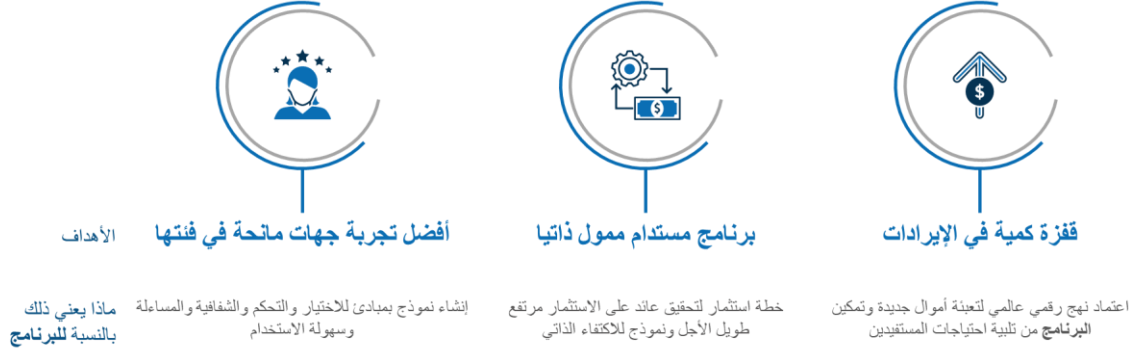 الأهداف
قفزة كمية في الإيرادات
برنامج مستدام ممول ذاتيا
أفضل تجربة جهات مانحة في فئتها
ماذا يعني ذلك
بالنسبة للبرنامج
اعتماد نهج رقمي عالمي لتعبئة أموال جديدة وتمكين
البرنامج من تلبية احتياجات المستفيدين
خطة استثمار لتحقيق عائد على الاستثمار مرتفع
طويل الأجل ونموذج للاكتفاء الذاتي
إنشاء نموذج بمبادئ للاختيار والتحكم والشفافية والمساءلة
وسهولة الاستخدام